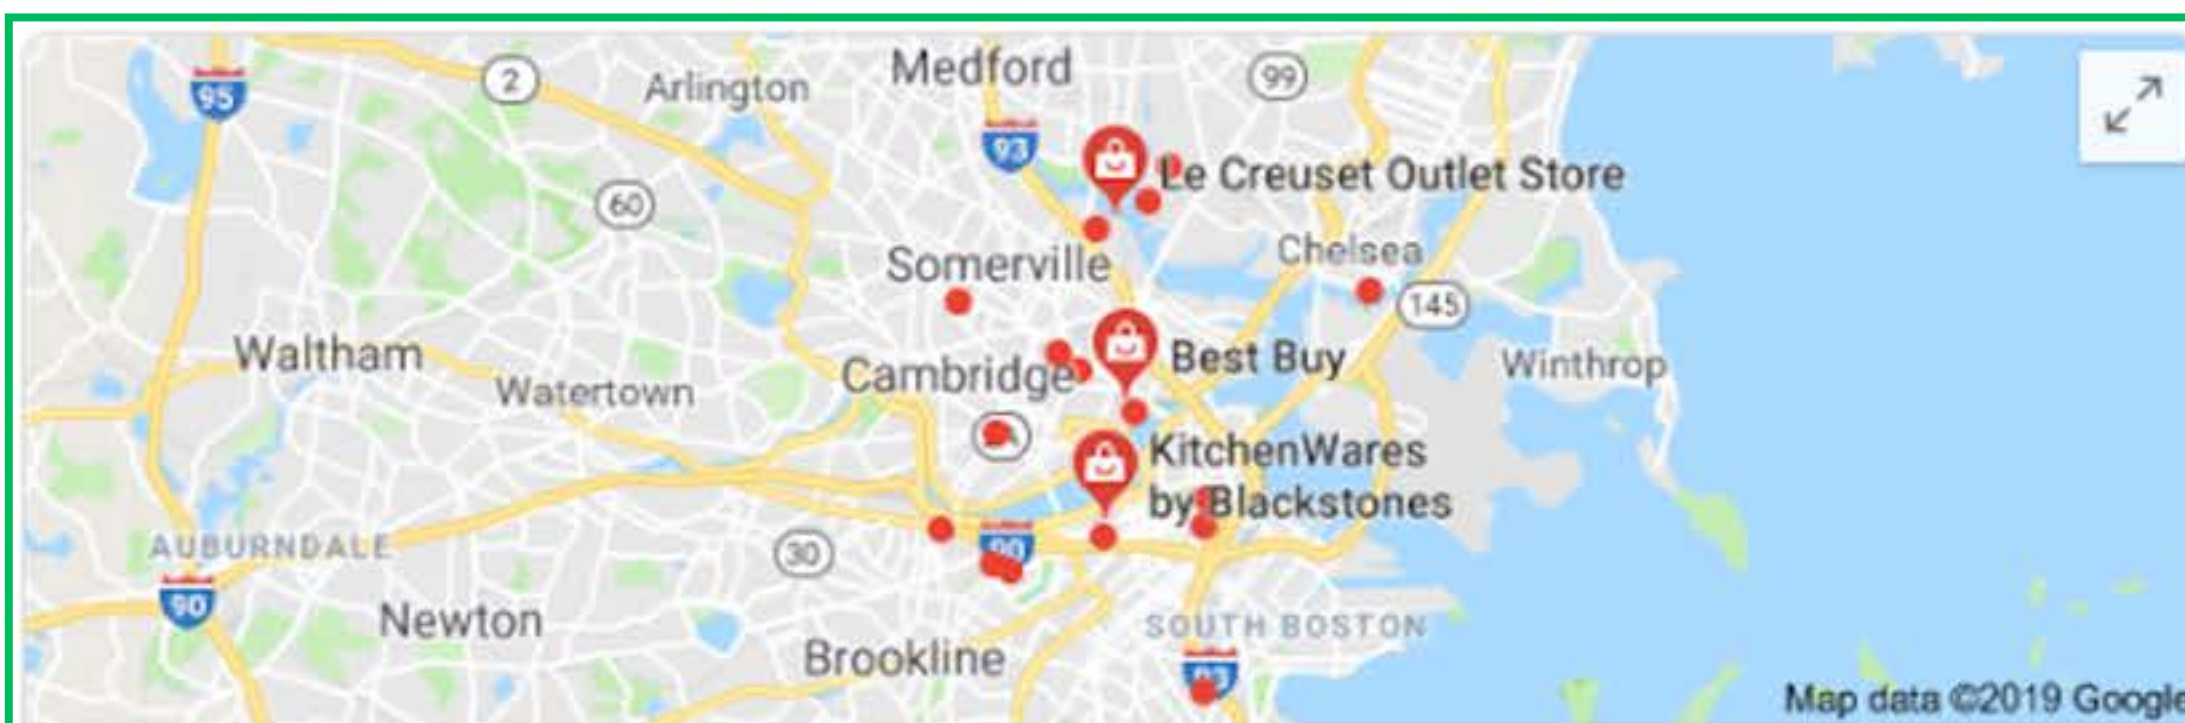 Medford
2
99
Arlington
95
93
Le Creuset Outlet Store
60
Chelsea
Somerville
145
Waltham
Best Buy
Winthrop
Cambridge
Watertown
KitchenWares
by Blackstones
AUBURNDALE
90
30
90
Newton
SOUTH BOSTON
Brookline
93
Map data ©2019 Google